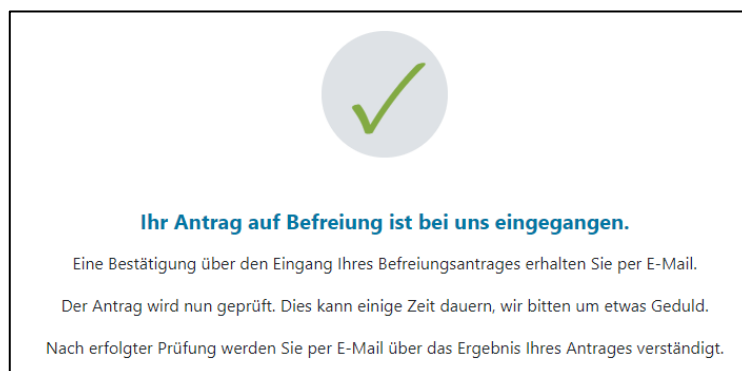 Ihr Antrag auf Befreiung ist bei uns eingegangen.
Eine Bestätigung über den Eingang Ihres Befreiungsantrages erhalten Sie per E-Mail.
Der Antrag wird nun geprüft. Dies kann einige Zeit dauern, wir bitten um etwas Geduld.
Nach erfolgter Prüfung werden Sie per E-Mail über das Ergebnis Ihres Antrages verständigt.